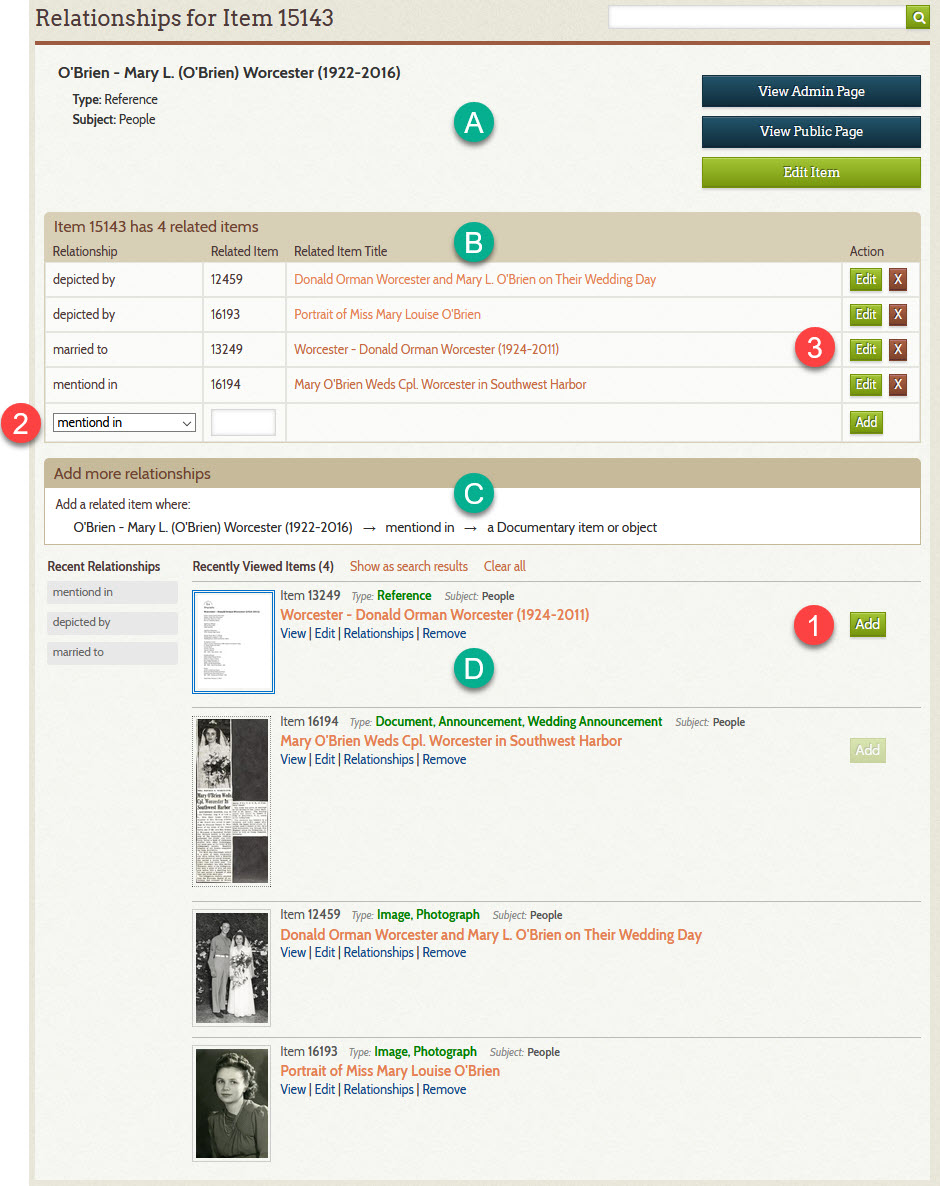 Relationships for Item 15143
O'Brien - Mary L. (O'Brien) Worcester (1922-2016)
Type: Reference
Subject: People
A
View Admin Page
View Public Page
Edit Item
Item 15143 has 4 related items
B
Relationship Related Item Related Item Title Action
depicted by 12459 Donald Orman Worcester and Mary L. O'Brien on Their Wedding Day Edit X
depicted by 16193 Portrait of Miss Mary Louise O'Brien Edit X
married to 13249 Worcester - Donald Orman Worcester (1924-2011) 3 Edit X
mentiond in 16194 Mary O'Brien Weds Cpl. Worcester in Southwest Harbor Edit X
2 mentiond in Add
Add more relationships
C
Add a related item where:
O'Brien - Mary L. (O'Brien) Worcester (1922-2016) → mentiond in → a Documentary item or object
Recent Relationships
mentiond in
depicted by
married to
Recently Viewed Items (4) Show as search results Clear all
Item 13249 Type: Reference Subject: People
Worcester - Donald Orman Worcester (1924-2011) 1 Add
View | Edit | Relationships | Remove
D
Item 16194 Type: Document, Announcement, Wedding Announcement Subject: People
Mary O'Brien Weds Cpl. Worcester in Southwest Harbor Add
View | Edit | Relationships | Remove
Mary O'Brien Weds
Cpl. Worcester In
Southwest Harbor
Item 12459 Type: Image, Photograph Subject: People
Donald Orman Worcester and Mary L. O'Brien on Their Wedding Day
View | Edit | Relationships | Remove
Item 16193 Type: Image, Photograph Subject: People
Portrait of Miss Mary Louise O'Brien
View | Edit | Relationships | Remove